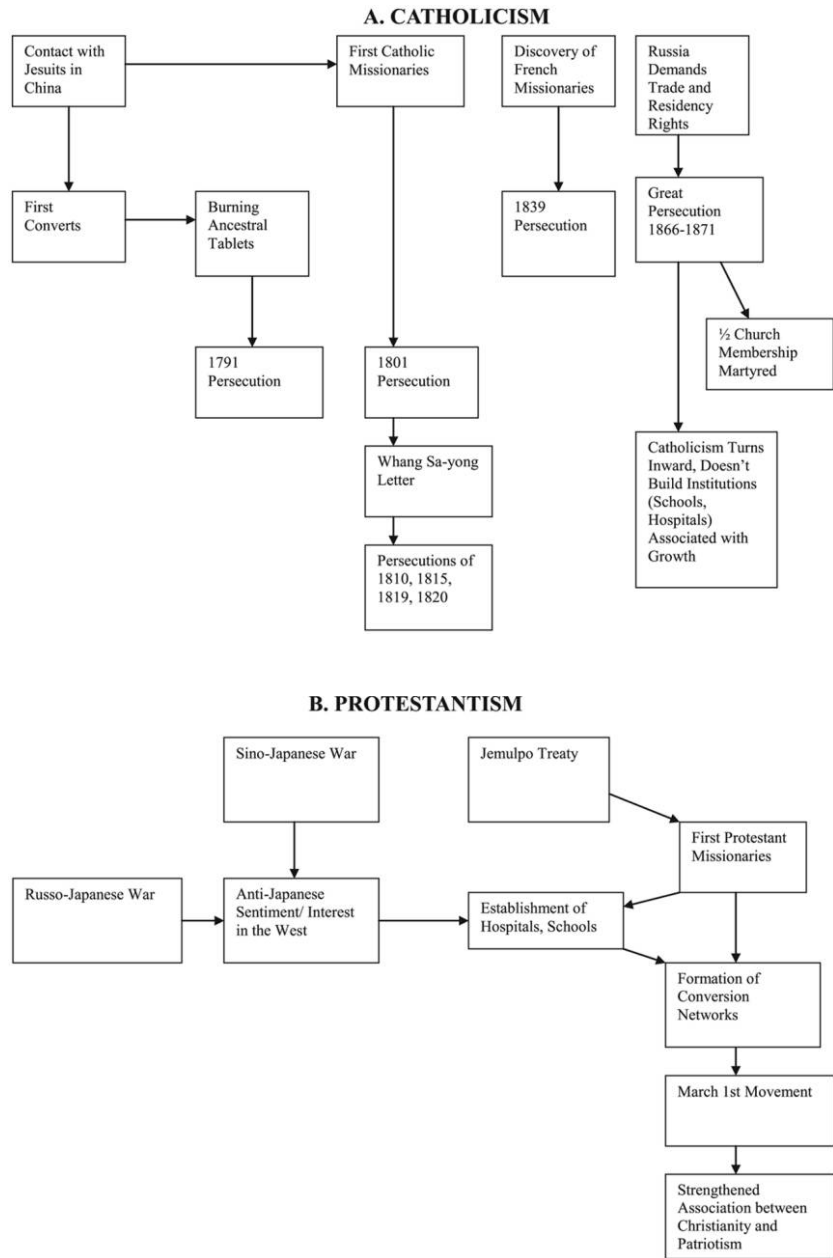 A. CATHOLICISM
Contact with
Jesuits in
China
First Catholic
Missionaries
Discovery of
French
Missionaries
Russia
Demands
Trade and
Residency
Rights
First
Converts
Burning
Ancestral
Tablets
1839
Persecution
Great
Persecution
1866-1871
1791
Persecution
1801
Persecution
½ Church
Membership
Martyred
Whang Sa-yong
Letter
Catholicism Turns
Inward, Doesn't
Build Institutions
(Schools,
Hospitals)
Associated with
Growth
Persecutions of
1810, 1815,
1819, 1820
B. PROTESTANTISM
Sino-Japanese War
Jemulpo Treaty
First Protestant
Missionaries
Russo-Japanese War
Anti-Japanese
Sentiment/ Interest
in the West
Establishment of
Hospitals, Schools
Formation of
Conversion
Networks
March 1st Movement
Strengthened
Association between
Christianity and
Patriotism